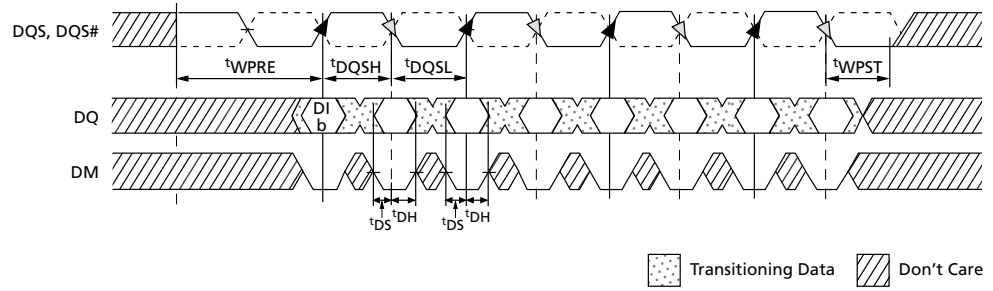 DQS, DQS#
tWPRE tDQSH tDQSL tWPST
DQ
DI
b
DM
tDS tDH tDS tDH
Transitioning Data Don't Care